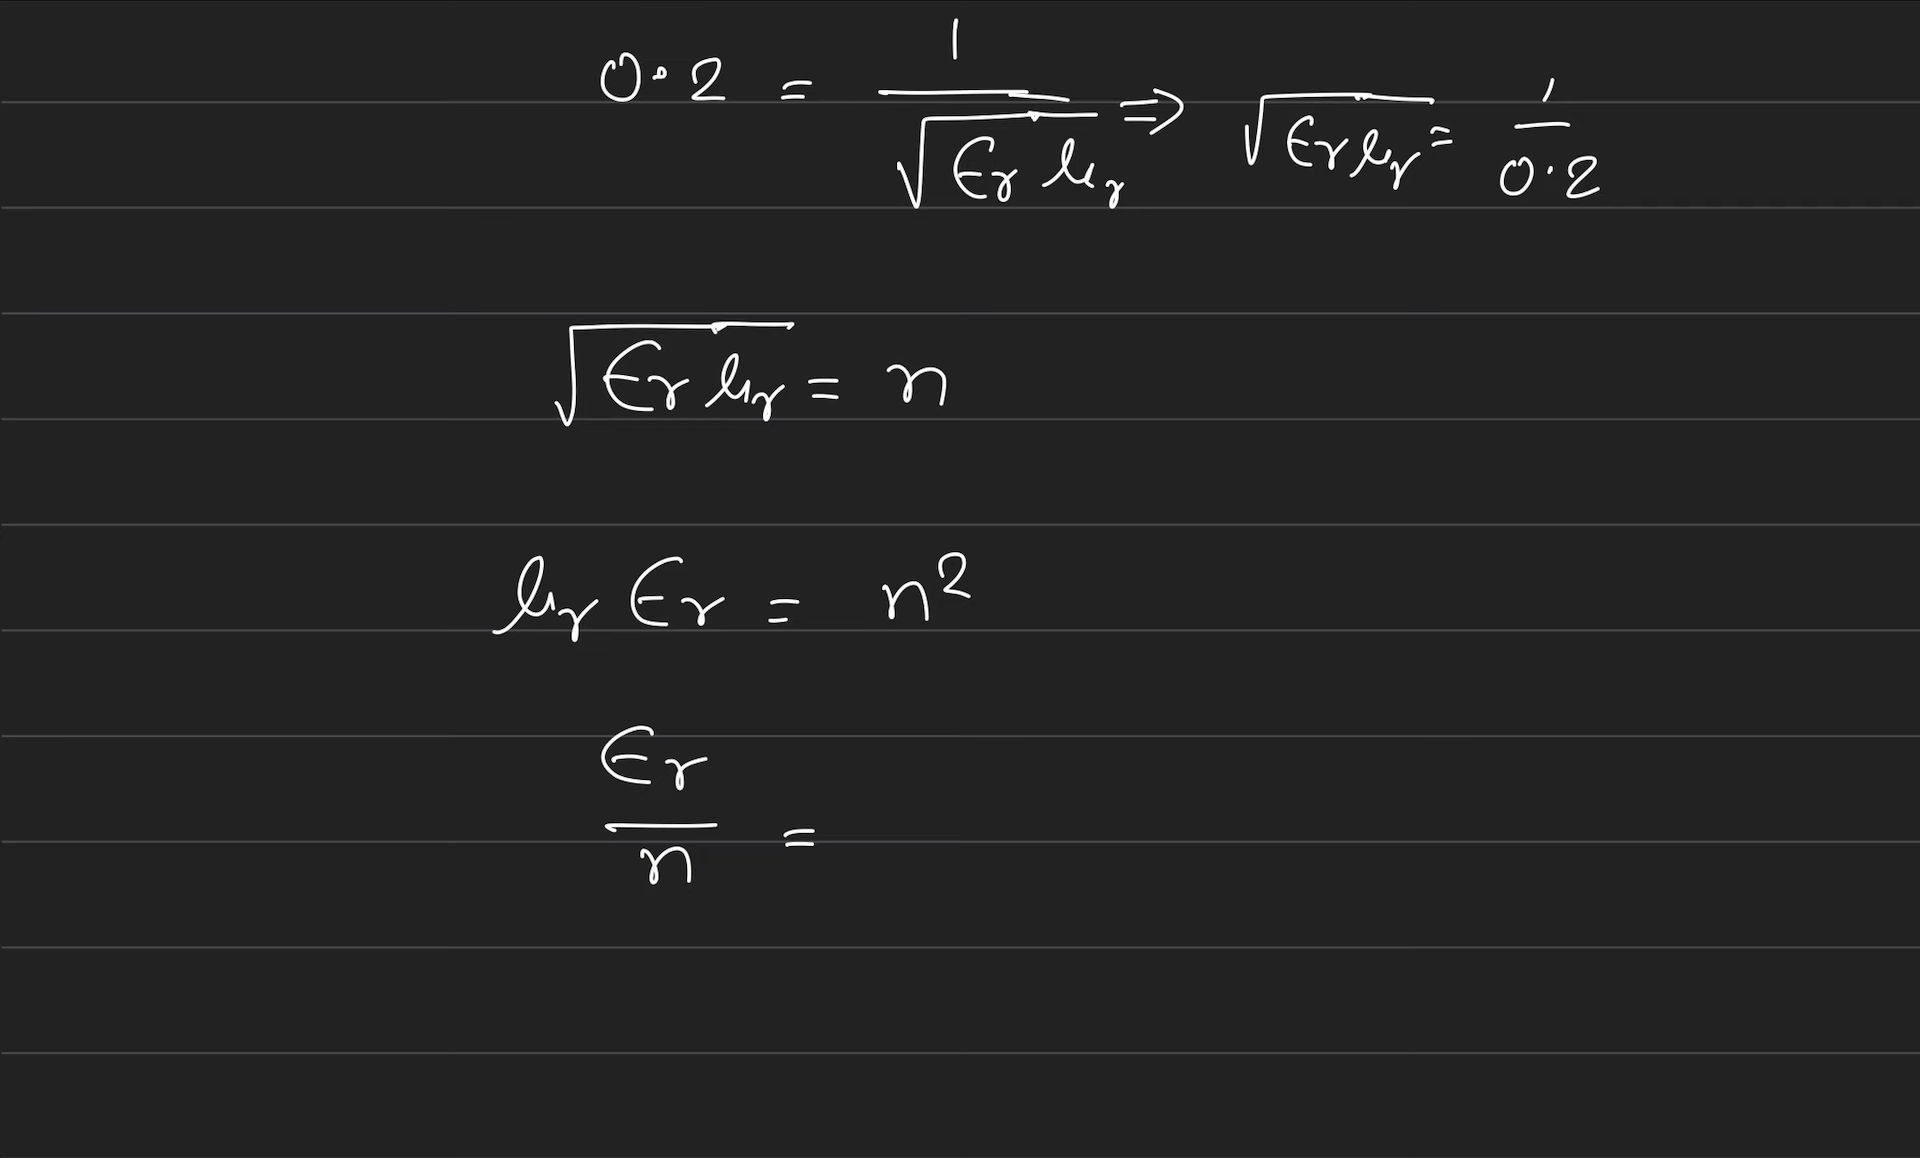 0.2 = 1/√(ϵr μr) ⇒ √(ϵr μr) = 1/0.2
√(ϵr μr) = n
μr ϵr = n²
ϵr/n =